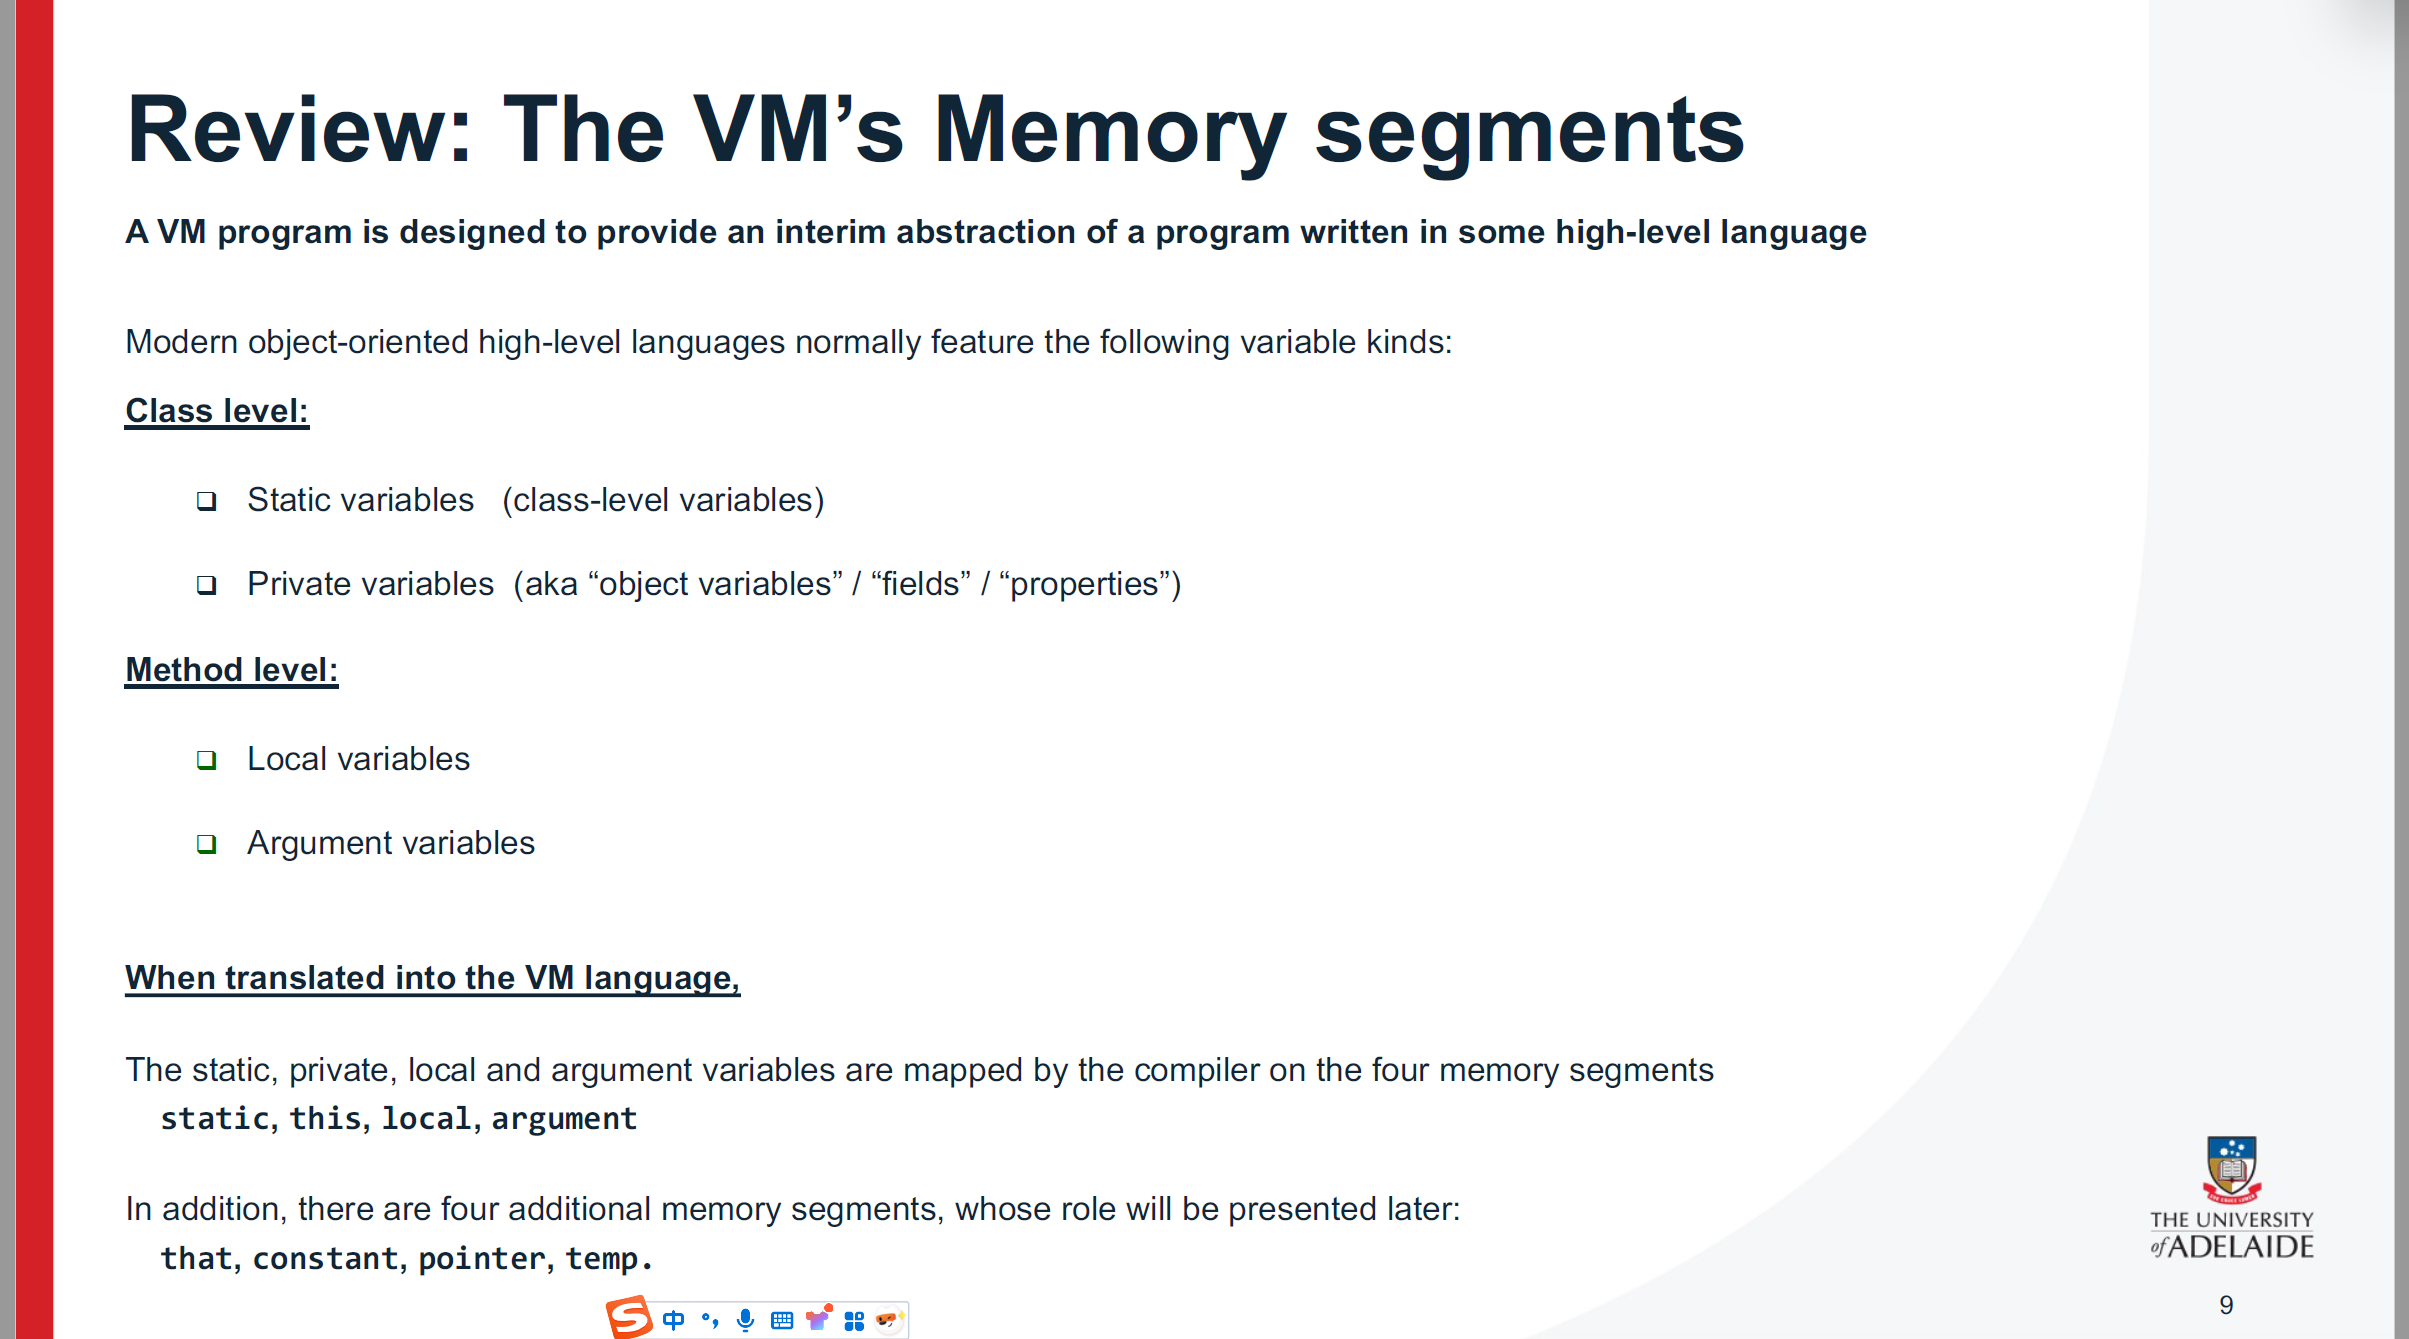 Review: The VM’s Memory segments
A VM program is designed to provide an interim abstraction of a program written in some high-level language
Modern object-oriented high-level languages normally feature the following variable kinds:
Class level:
❑ Static variables (class-level variables)
❑ Private variables (aka “object variables” / “fields” / “properties”)
Method level:
❑ Local variables
❑ Argument variables
When translated into the VM language,
The static, private, local and argument variables are mapped by the compiler on the four memory segments
static, this, local, argument
In addition, there are four additional memory segments, whose role will be presented later:
that, constant, pointer, temp.
THE UNIVERSITY
of ADELAIDE
9
S 中 °,